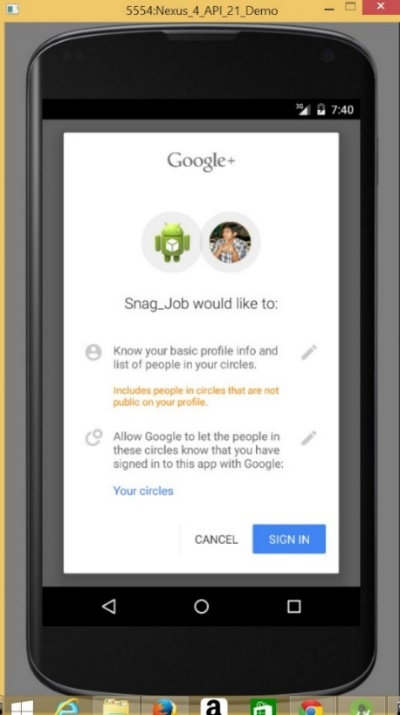 5554:Nexus_4_API_21_Demo
3G 7:40
Google+
Snag_Job would like to:
Know your basic profile info and
list of people in your circles.
Includes people in circles that are not
public on your profile.
Allow Google to let the people in
these circles know that you have
signed in to this app with Google:
Your circles
CANCEL SIGN IN